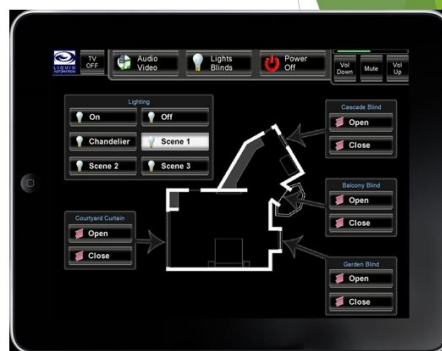 LIQUID
AUTOMATION
TV
OFF
Audio
Video
Lights
Blinds
Power
Off
Vol
Down
Mute
Vol
Up
Lighting
On
Off
Chandelier
Scene 1
Scene 2
Scene 3
Cascade Blind
Open
Close
Balcony Blind
Open
Close
Courtyard Curtain
Open
Close
Garden Blind
Open
Close